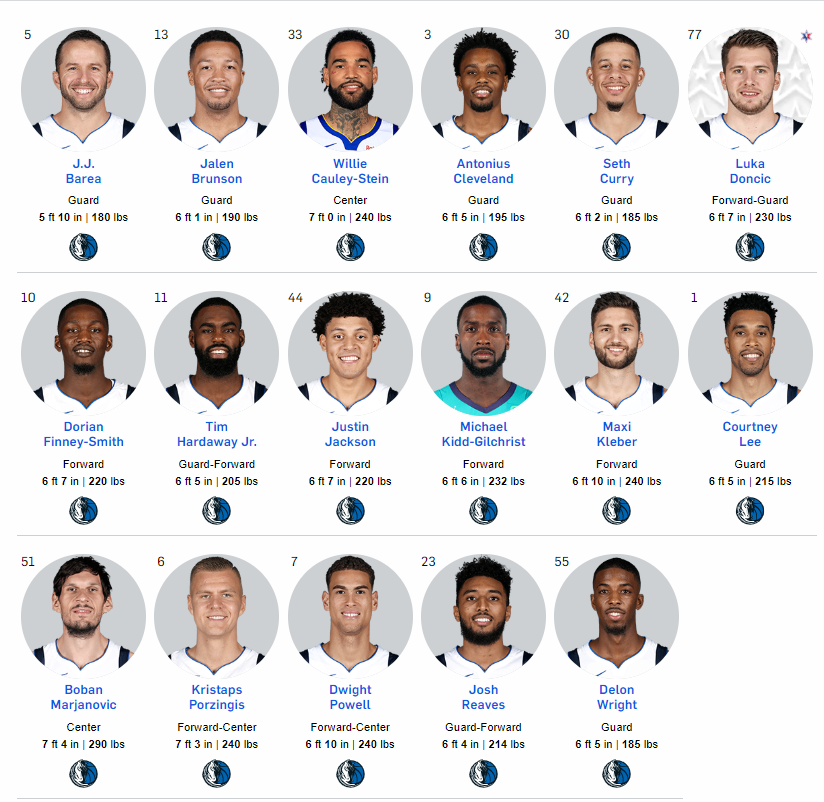 5
13
33
3
30
77
J.J.
Barea
Jalen
Brunson
Willie
Cauley-Stein
Antonius
Cleveland
Seth
Curry
Luka
Doncic
Guard
5 ft 10 in | 180 lbs
Guard
6 ft 1 in | 190 lbs
Center
7 ft 0 in | 240 lbs
Guard
6 ft 5 in | 195 lbs
Guard
6 ft 2 in | 185 lbs
Forward-Guard
6 ft 7 in | 230 lbs
10
11
44
9
42
1
Dorian
Finney-Smith
Tim
Hardaway Jr.
Justin
Jackson
Michael
Kidd-Gilchrist
Maxi
Kleber
Courtney
Lee
Forward
6 ft 7 in | 220 lbs
Guard-Forward
6 ft 5 in | 205 lbs
Forward
6 ft 7 in | 220 lbs
Forward
6 ft 6 in | 232 lbs
Forward
6 ft 10 in | 240 lbs
Guard
6 ft 5 in | 215 lbs
51
6
7
23
55
Boban
Marjanovic
Kristaps
Porzingis
Dwight
Powell
Josh
Reaves
Delon
Wright
Center
7 ft 4 in | 290 lbs
Forward-Center
7 ft 3 in | 240 lbs
Forward-Center
6 ft 10 in | 240 lbs
Guard-Forward
6 ft 4 in | 214 lbs
Guard
6 ft 5 in | 185 lbs